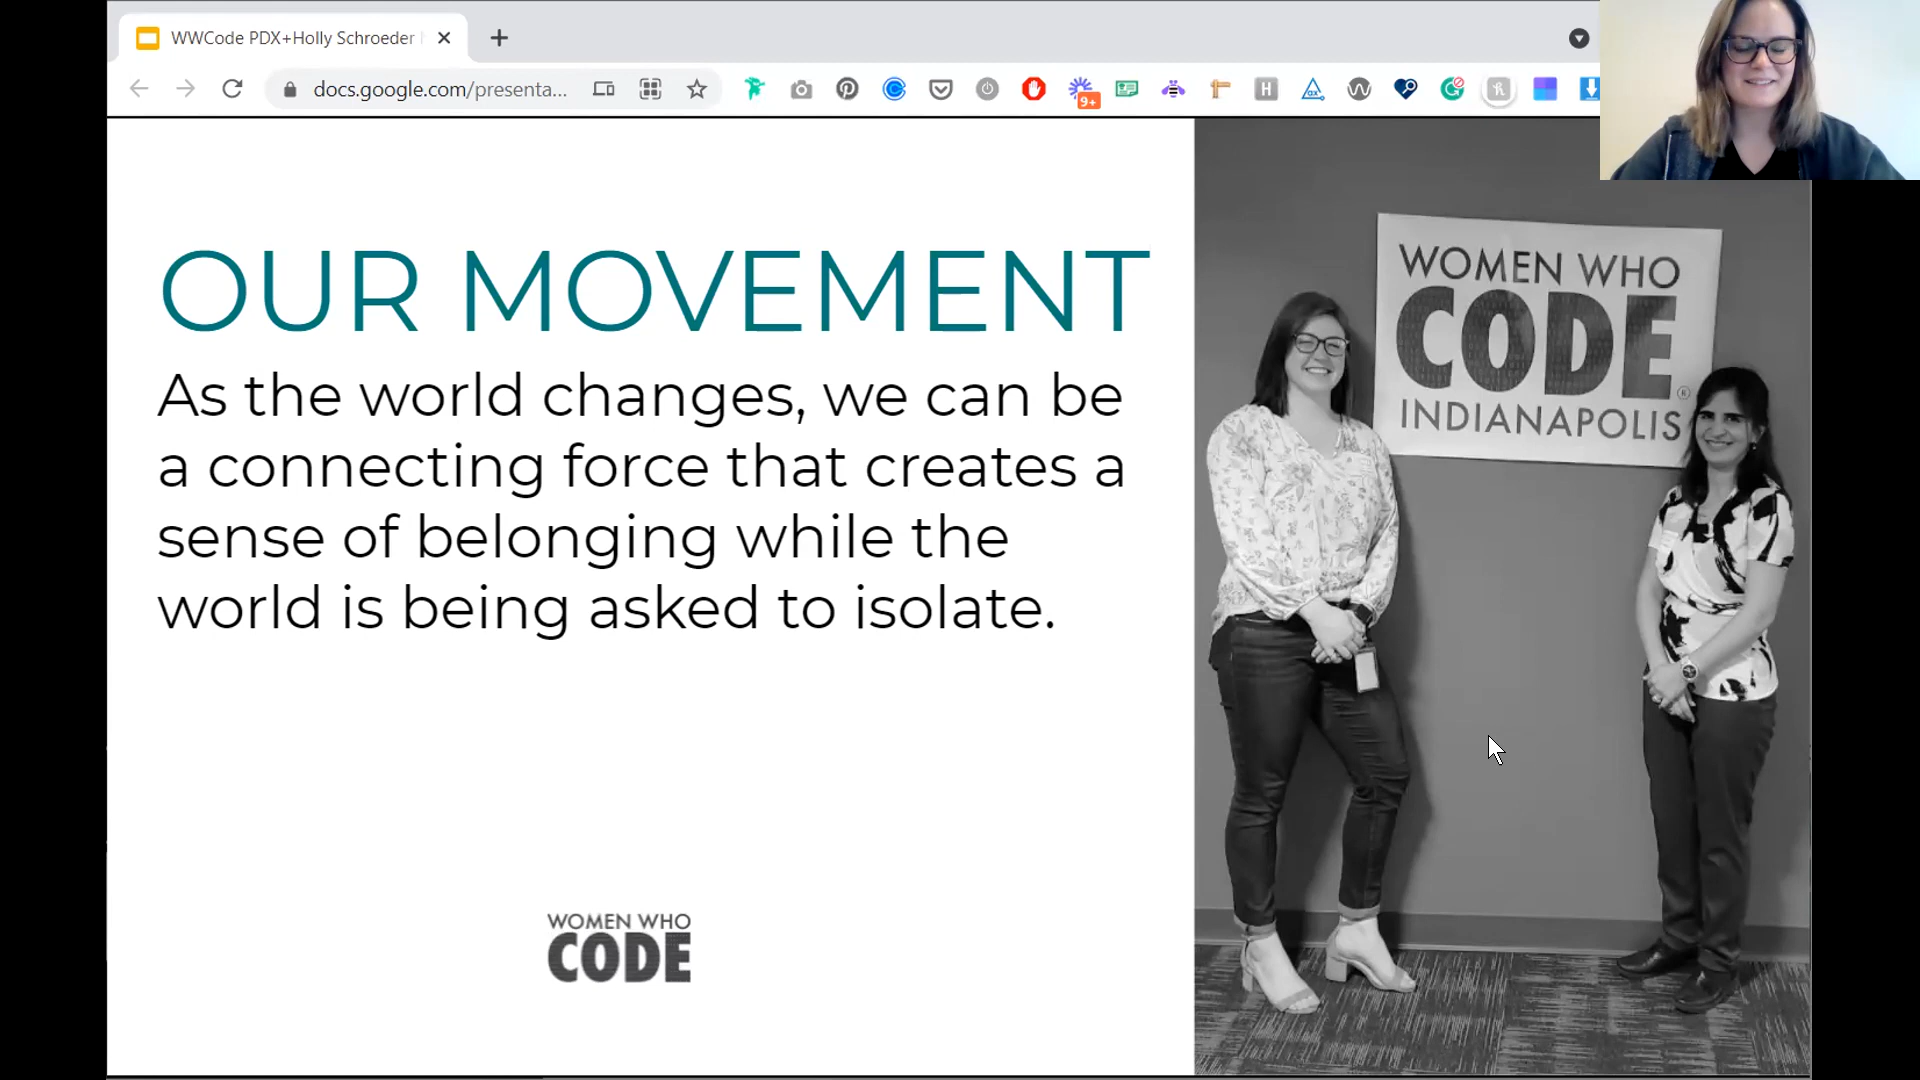 WWCode PDX+Holly Schroeder
docs.google.com/presenta...
9+
OUR MOVEMENT
As the world changes, we can be
a connecting force that creates a
sense of belonging while the
world is being asked to isolate.
WOMEN WHO
CODE
WOMEN WHO
CODE®
INDIANAPOLIS